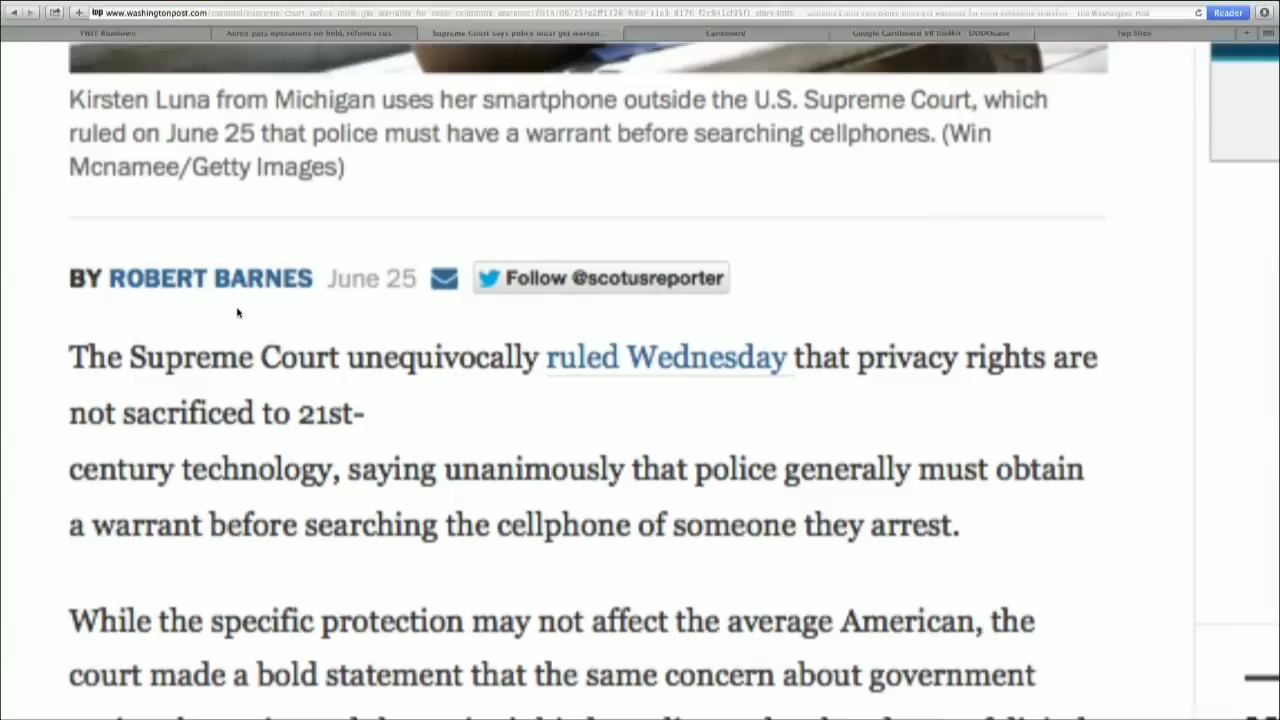 www.washingtonpost.com
Reader
TWiT Rundown
Aereo puts operations on hold, refunds cus
Supreme Court says police must get warran...
Cardboard
Google Cardboard VR Toolkit - DODOcase
Top Sites
Kirsten Luna from Michigan uses her smartphone outside the U.S. Supreme Court, which
ruled on June 25 that police must have a warrant before searching cellphones. (Win
Mcnamee/Getty Images)
BY ROBERT BARNES June 25 Follow @scotusreporter
The Supreme Court unequivocally ruled Wednesday that privacy rights are
not sacrificed to 21st-
century technology, saying unanimously that police generally must obtain
a warrant before searching the cellphone of someone they arrest.
While the specific protection may not affect the average American, the
court made a bold statement that the same concern about government